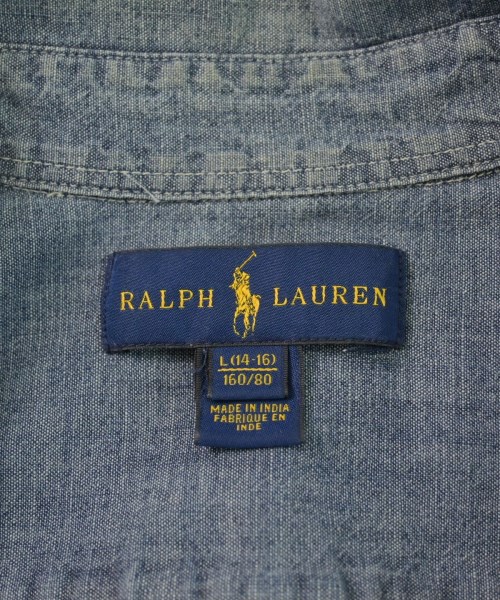 RALPH LAUREN
L (14-16)
160/80
MADE IN INDIA
FABRIQUE EN
INDE